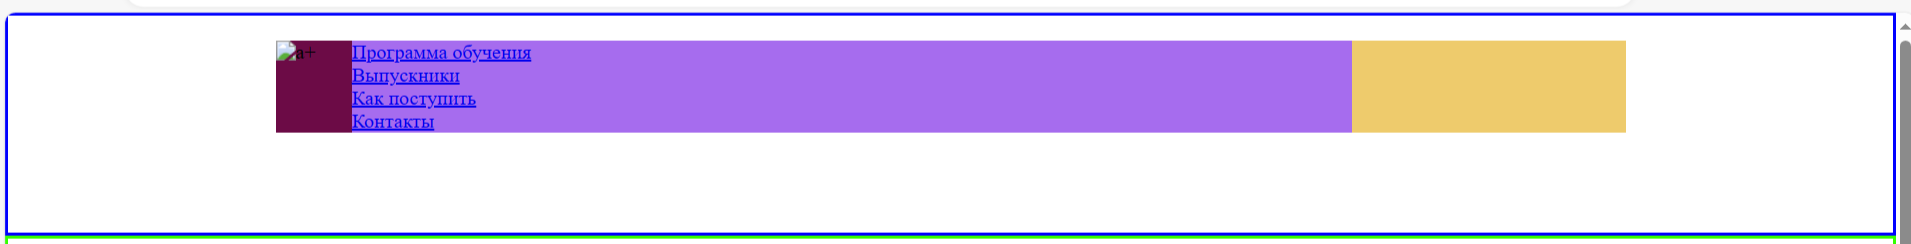 a+
Программа обучения
Выпускники
Как поступить
Контакты